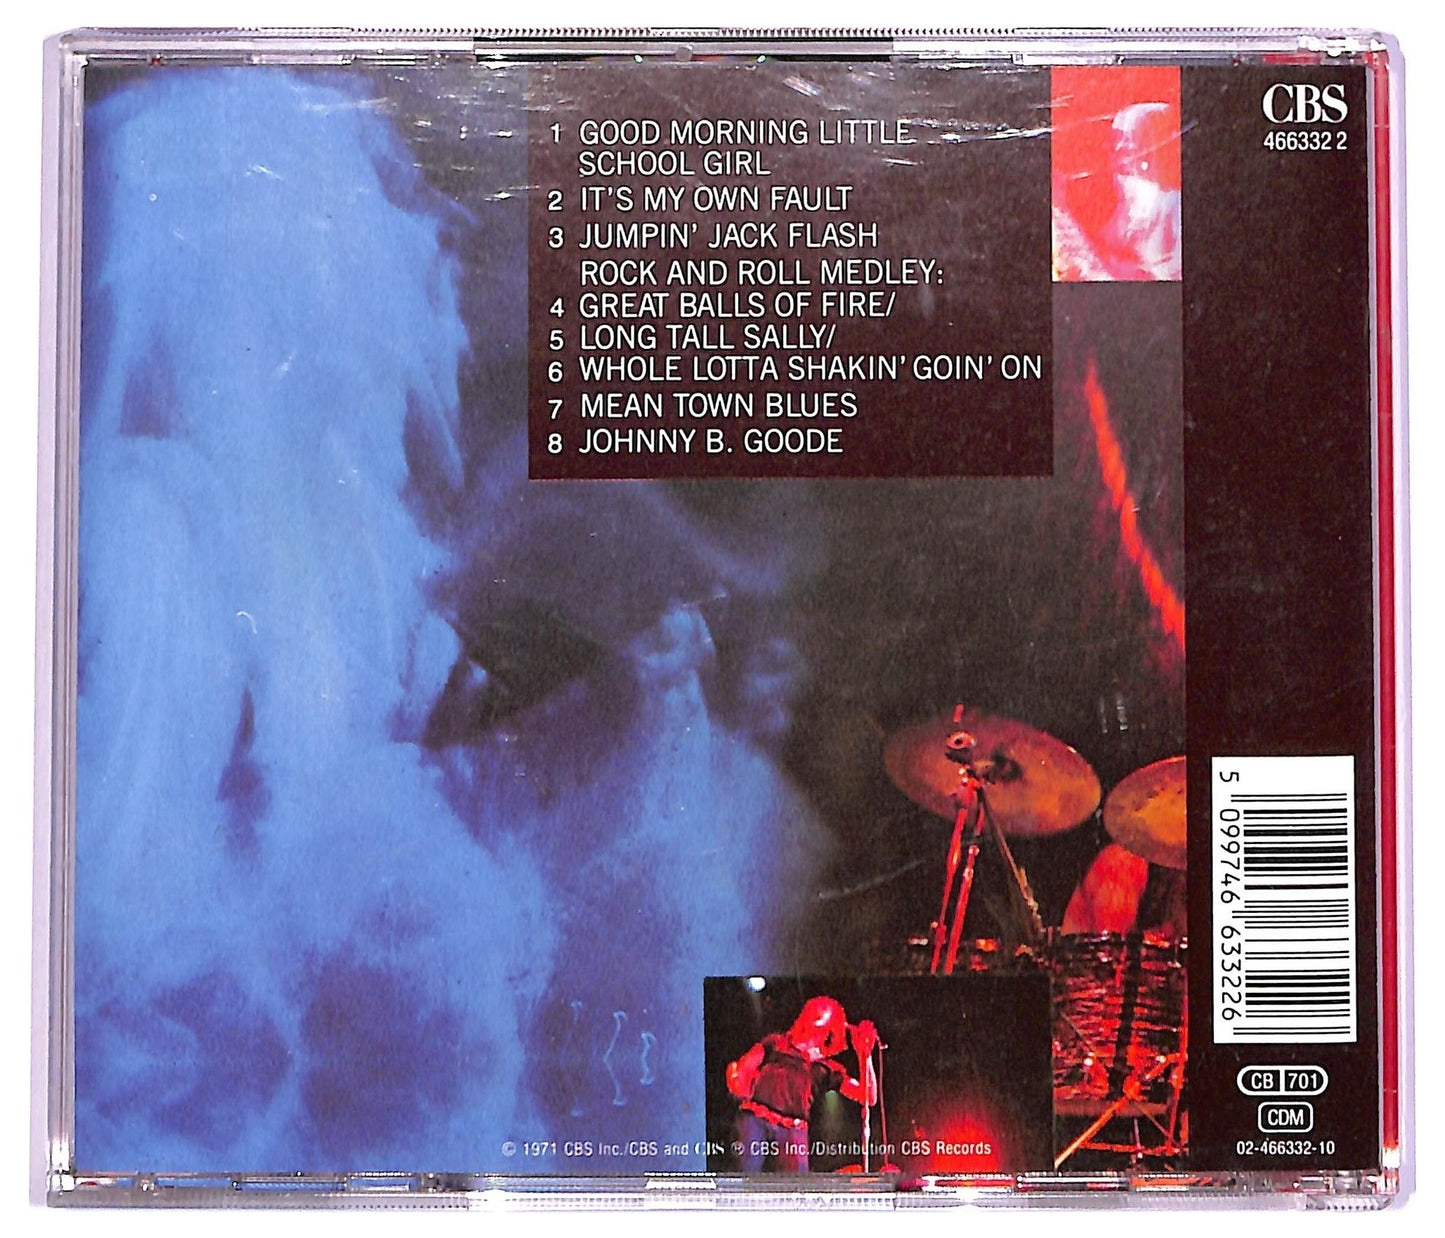 1 GOOD MORNING LITTLE
SCHOOL GIRL
2 IT'S MY OWN FAULT
3 JUMPIN' JACK FLASH
ROCK AND ROLL MEDLEY:
4 GREAT BALLS OF FIRE/
5 LONG TALL SALLY/
6 WHOLE LOTTA SHAKIN' GOIN' ON
7 MEAN TOWN BLUES
8 JOHNNY B. GOODE
CBS
466332 2
5 099746 633226
CB 701
CDM
02-466332-10
© 1971 CBS Inc./CBS and CBS ® CBS Inc./Distribution CBS Records